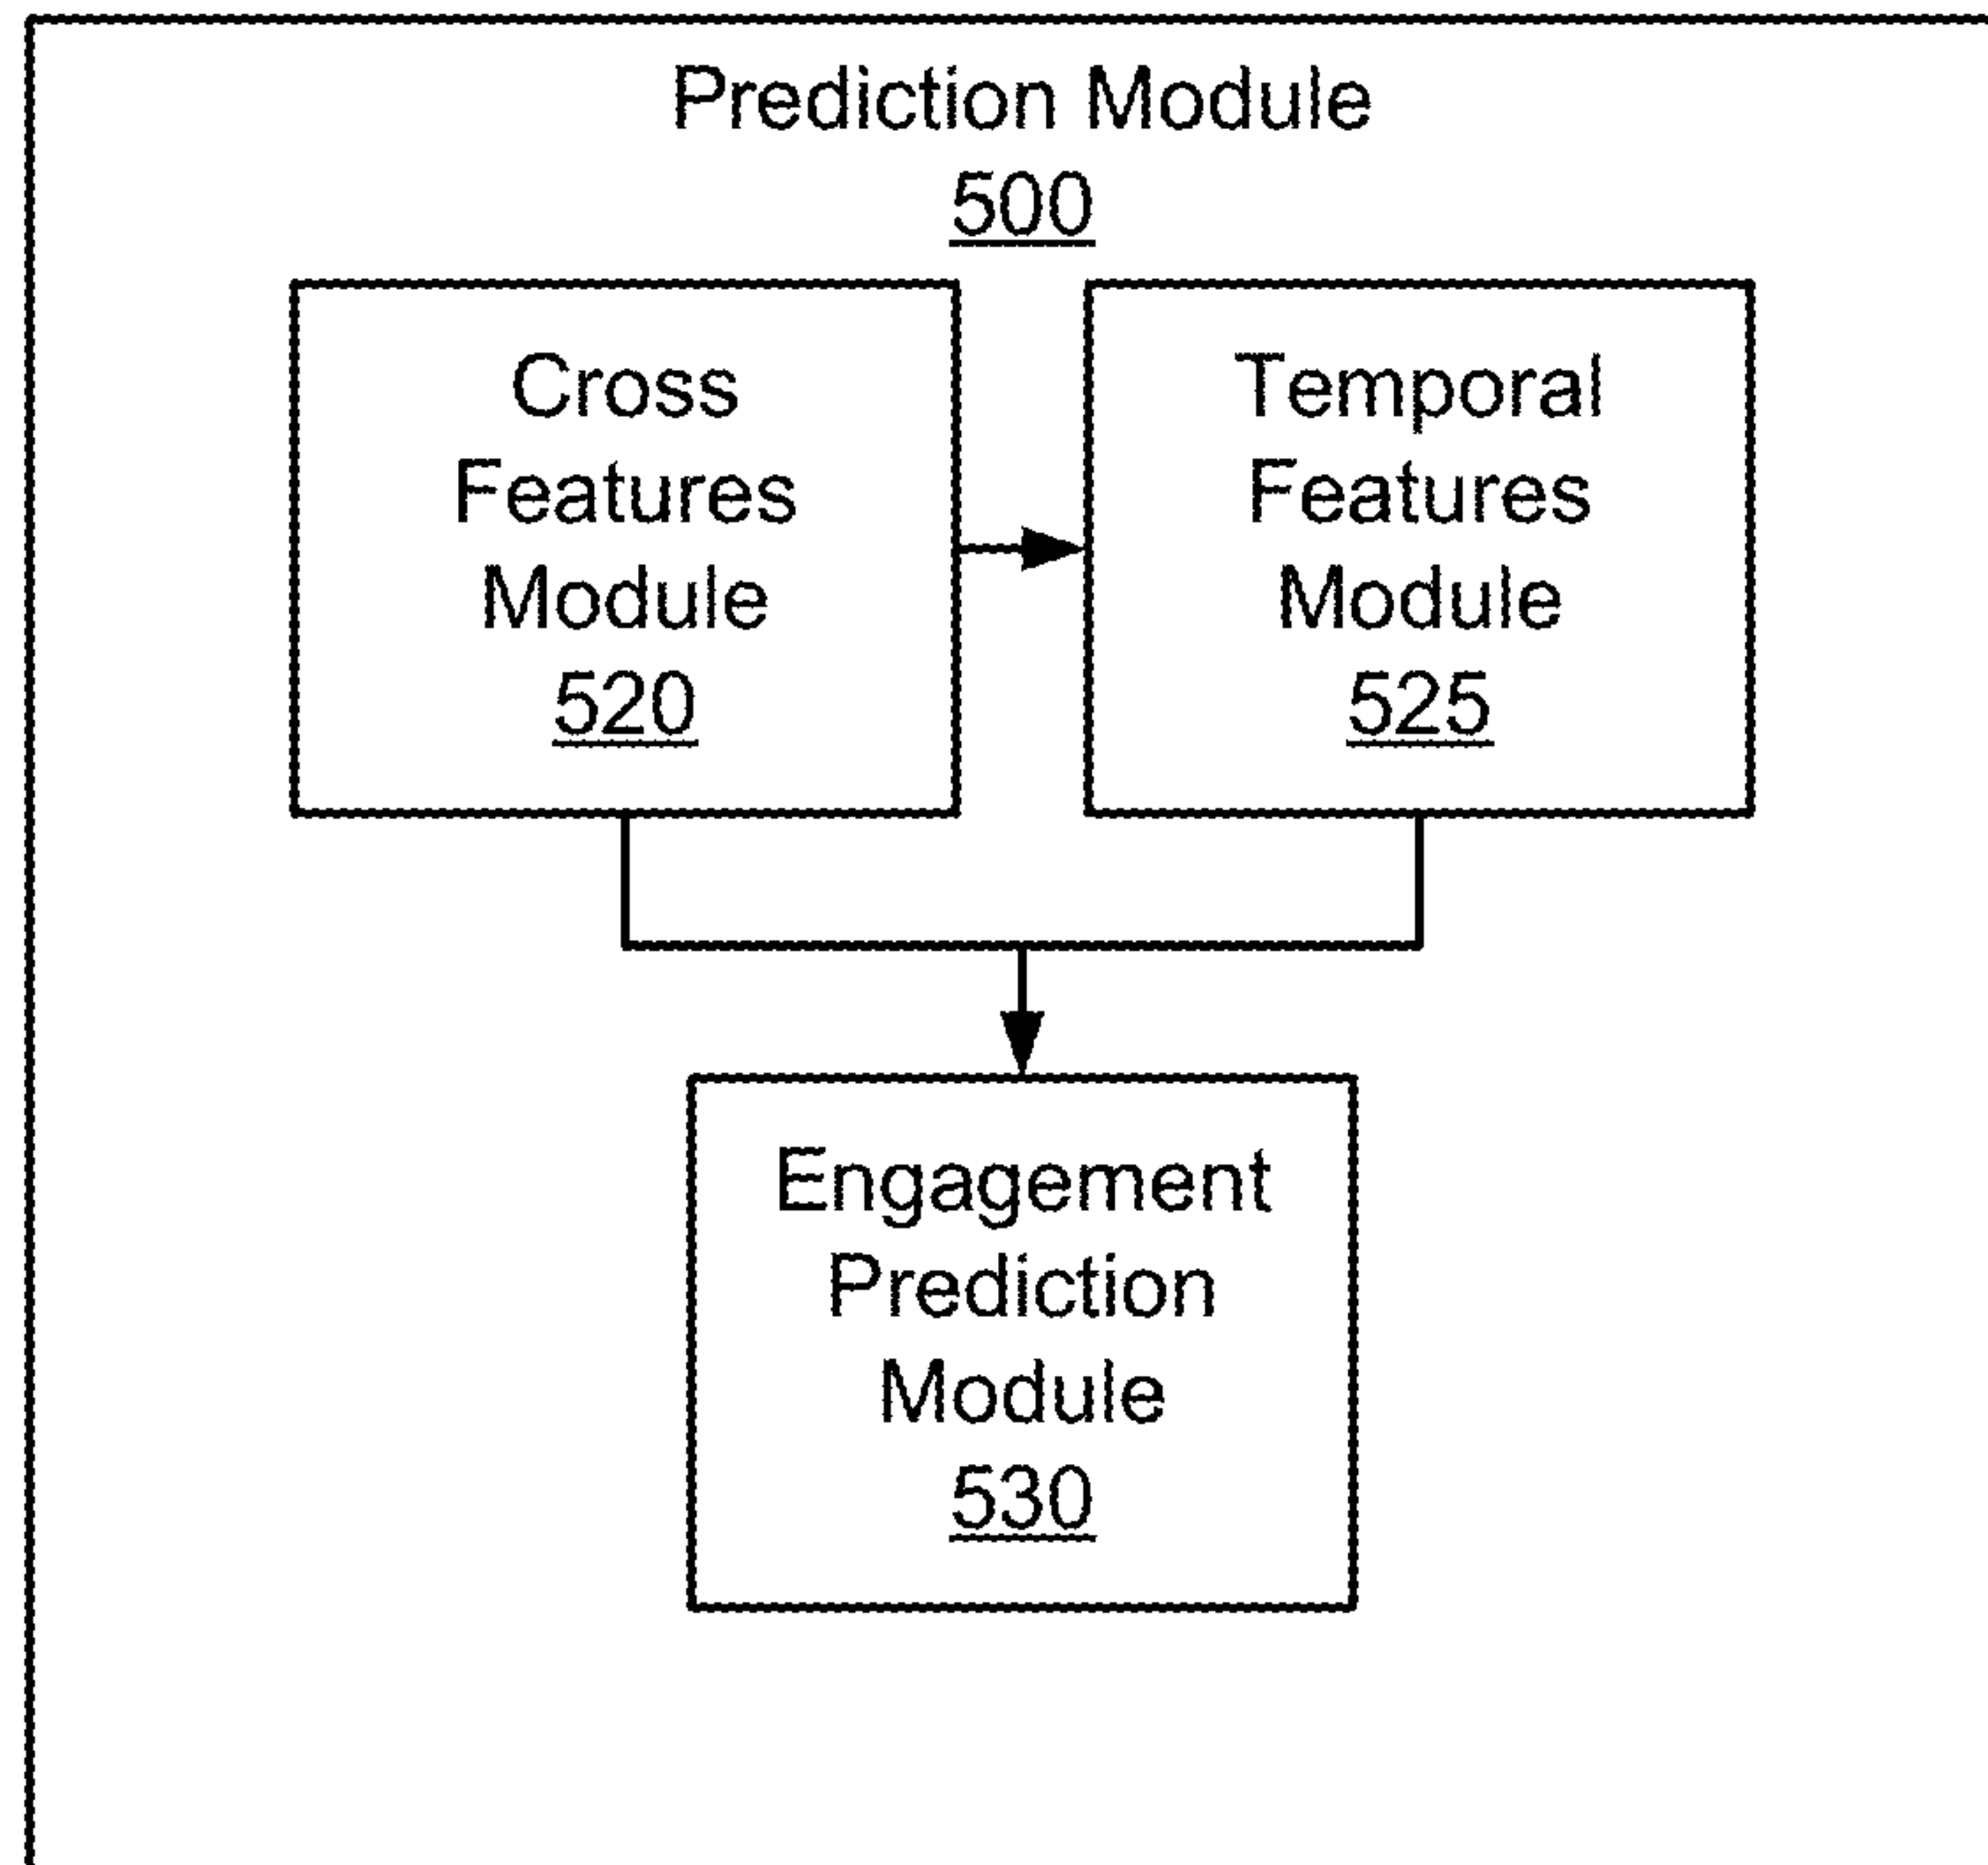 Prediction Module
500
Cross
Features
Module
520
Temporal
Features
Module
525
Engagement
Prediction
Module
530